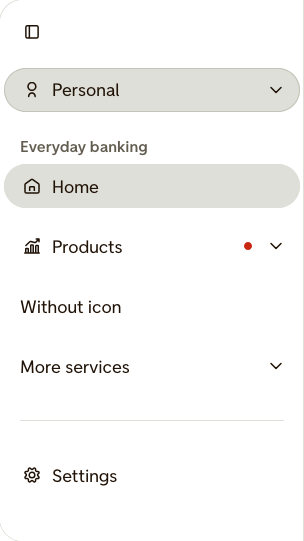 Personal
Everyday banking
Home
Products
Without icon
More services
Settings